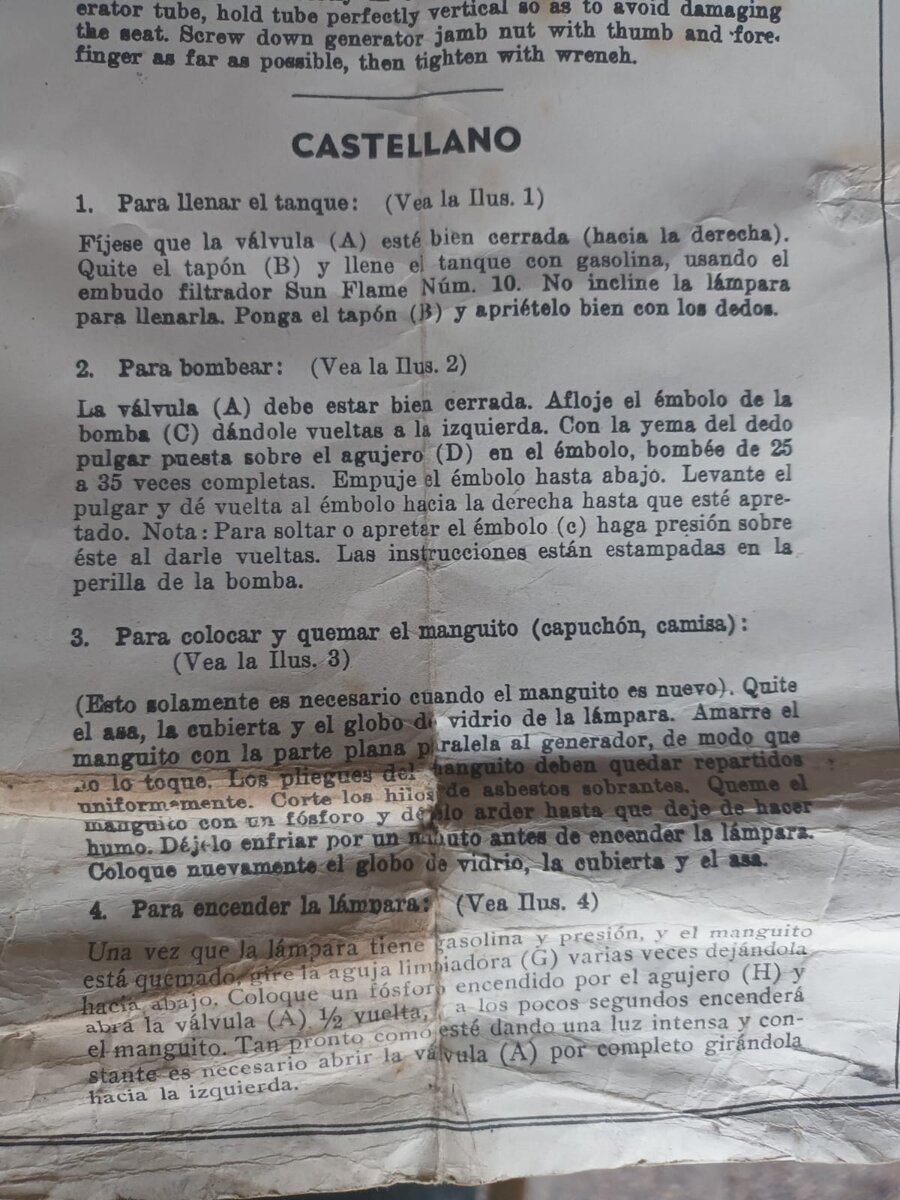 erator tube, hold tube perfectly vertical so as to avoid damaging
the seat. Screw down generator jamb nut with thumb and fore-
finger as far as possible, then tighten with wrench.
CASTELLANO
1. Para llenar el tanque: (Vea la Ilus. 1)
Fíjese que la válvula (A) esté bien cerrada (hacia la derecha).
Quite el tapón (B) y llene el tanque con gasolina, usando el
embudo filtrador Sun Flame Núm. 10. No incline la lámpara
para llenarla. Ponga el tapón (B) y apriételo bien con los dedos.
2. Para bombear: (Vea la Ilus. 2)
La válvula (A) debe estar bien cerrada. Afloje el émbolo de la
bomba (C) dándole vueltas a la izquierda. Con la yema del dedo
pulgar puesta sobre el agujero (D) en el émbolo, bombée de 25
a 35 veces completas. Empuje el émbolo hasta abajo. Levante el
pulgar y dé vuelta al émbolo hacia la derecha hasta que esté apre-
tado. Nota: Para soltar o apretar el émbolo (c) haga presión sobre
éste al darle vueltas. Las instrucciones están estampadas en la
perilla de la bomba.
3. Para colocar y quemar el manguito (capuchón, camisa):
(Vea la Ilus. 3)
(Esto solamente es necesario cuando el manguito es nuevo). Quite
el asa, la cubierta y el globo de vidrio de la lámpara. Amarre el
manguito con la parte plana paralela al generador, de modo que
no lo toque. Los pliegues del manguito deben quedar repartidos
uniformemente. Corte los hilos de asbestos sobrantes. Queme el
manguito con un fósforo y déjelo arder hasta que deje de hacer
humo. Déjelo enfriar por un minuto antes de encender la lámpara.
Coloque nuevamente el globo de vidrio, la cubierta y el asa.
4. Para encender la lámpara: (Vea Ilus. 4)
Una vez que la lámpara tiene gasolina y presión, y el manguito
está quemado, gire la aguja limpiadora (G) varias veces dejándola
hacia abajo. Coloque un fósforo encendido por el agujero (H) y
abra la válvula (A) ½ vuelta, a los pocos segundos encenderá
el manguito. Tan pronto como esté dando una luz intensa y con-
stante es necesario abrir la válvula (A) por completo girándola
hacia la izquierda.